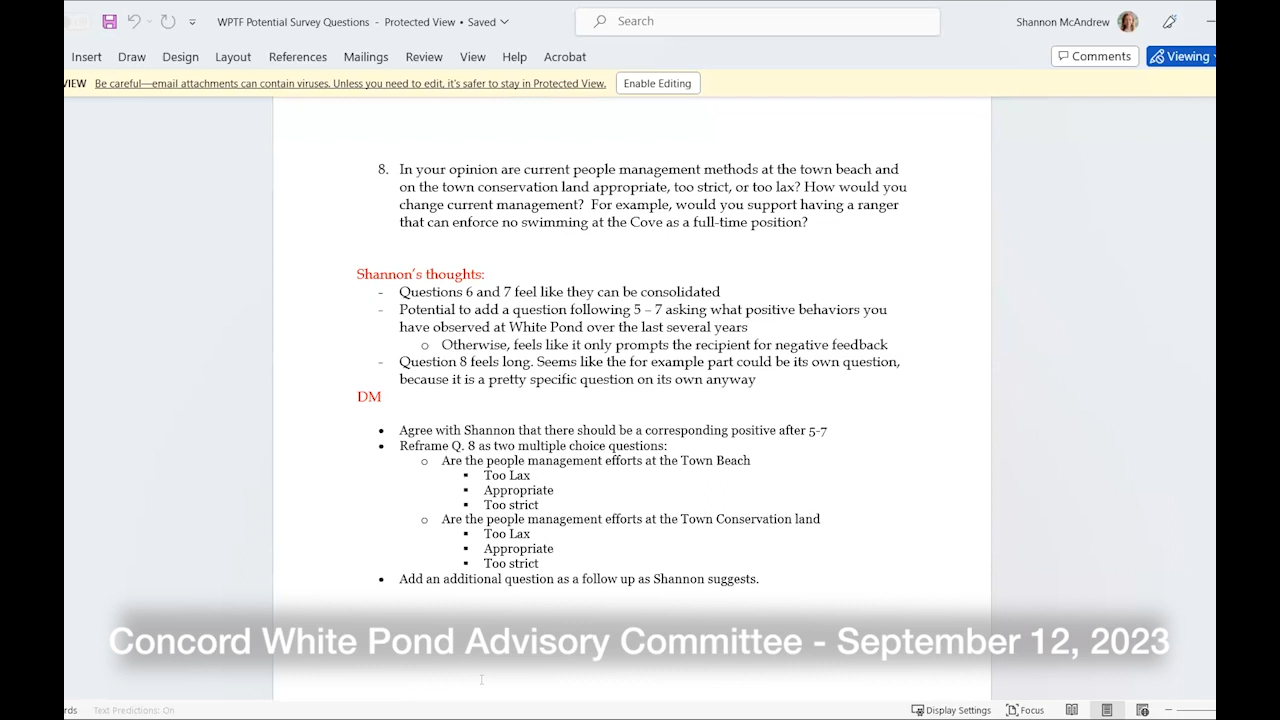 WPTF Potential Survey Questions - Protected View • Saved
Search
Shannon McAndrew
Insert Draw Design Layout References Mailings Review View Help Acrobat
Comments
Viewing
IEW Be careful—email attachments can contain viruses. Unless you need to edit, it's safer to stay in Protected View.
Enable Editing
8. In your opinion are current people management methods at the town beach and
on the town conservation land appropriate, too strict, or too lax? How would you
change current management? For example, would you support having a ranger
that can enforce no swimming at the Cove as a full-time position?
Shannon's thoughts:
- Questions 6 and 7 feel like they can be consolidated
- Potential to add a question following 5 – 7 asking what positive behaviors you
have observed at White Pond over the last several years
o Otherwise, feels like it only prompts the recipient for negative feedback
- Question 8 feels long. Seems like the for example part could be its own question,
because it is a pretty specific question on its own anyway
DM
• Agree with Shannon that there should be a corresponding positive after 5-7
• Reframe Q. 8 as two multiple choice questions:
o Are the people management efforts at the Town Beach
▪ Too Lax
▪ Appropriate
▪ Too strict
o Are the people management efforts at the Town Conservation land
▪ Too Lax
▪ Appropriate
▪ Too strict
• Add an additional question as a follow up as Shannon suggests.
Concord White Pond Advisory Committee - September 12, 2023
rds Text Predictions: On
Display Settings Focus